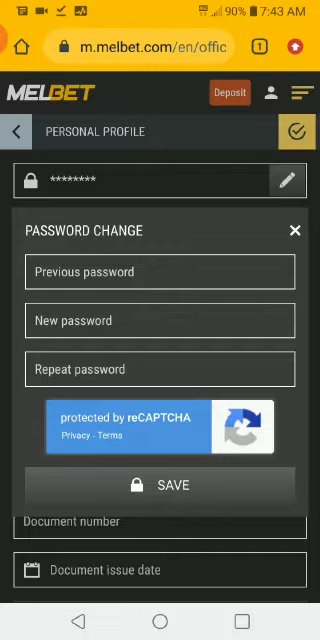 90% 7:43 AM
m.melbet.com/en/offic
1
MELBET
Deposit
PERSONAL PROFILE
********
PASSWORD CHANGE
Previous password
New password
Repeat password
protected by reCAPTCHA
Privacy - Terms
SAVE
Document number
Document issue date